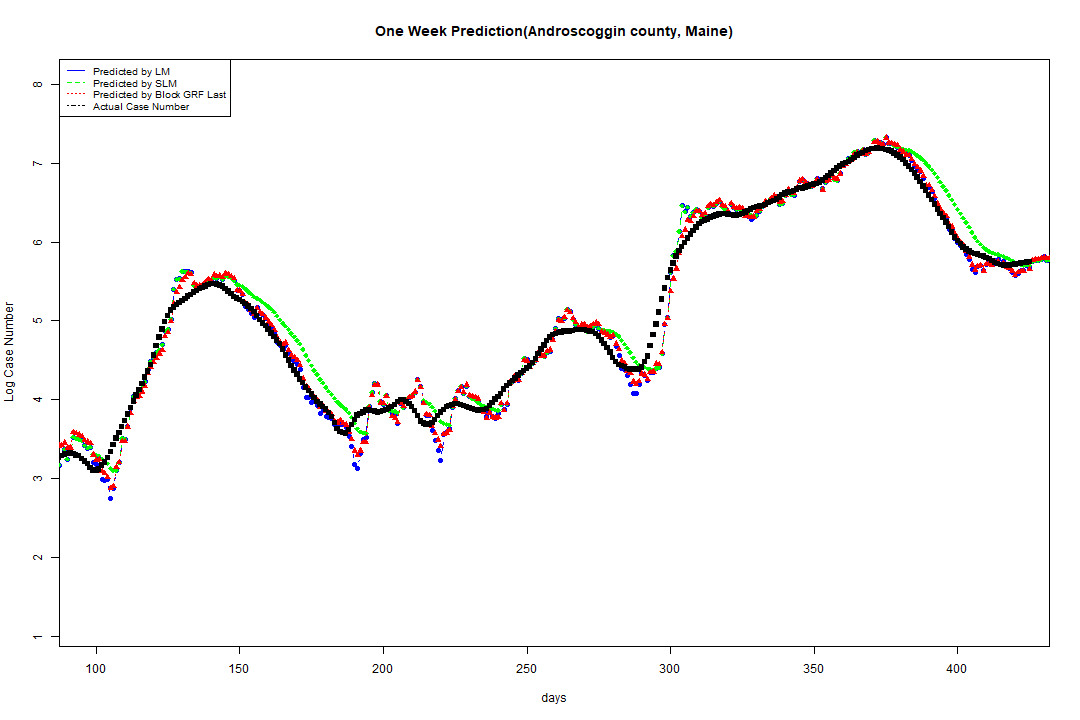 One Week Prediction(Androscoggin county, Maine)
Predicted by LM
Predicted by SLM
Predicted by Block GRF Last
Actual Case Number
8
7
6
5
4
3
2
1
Log Case Number
100 150 200 250 300 350 400
days